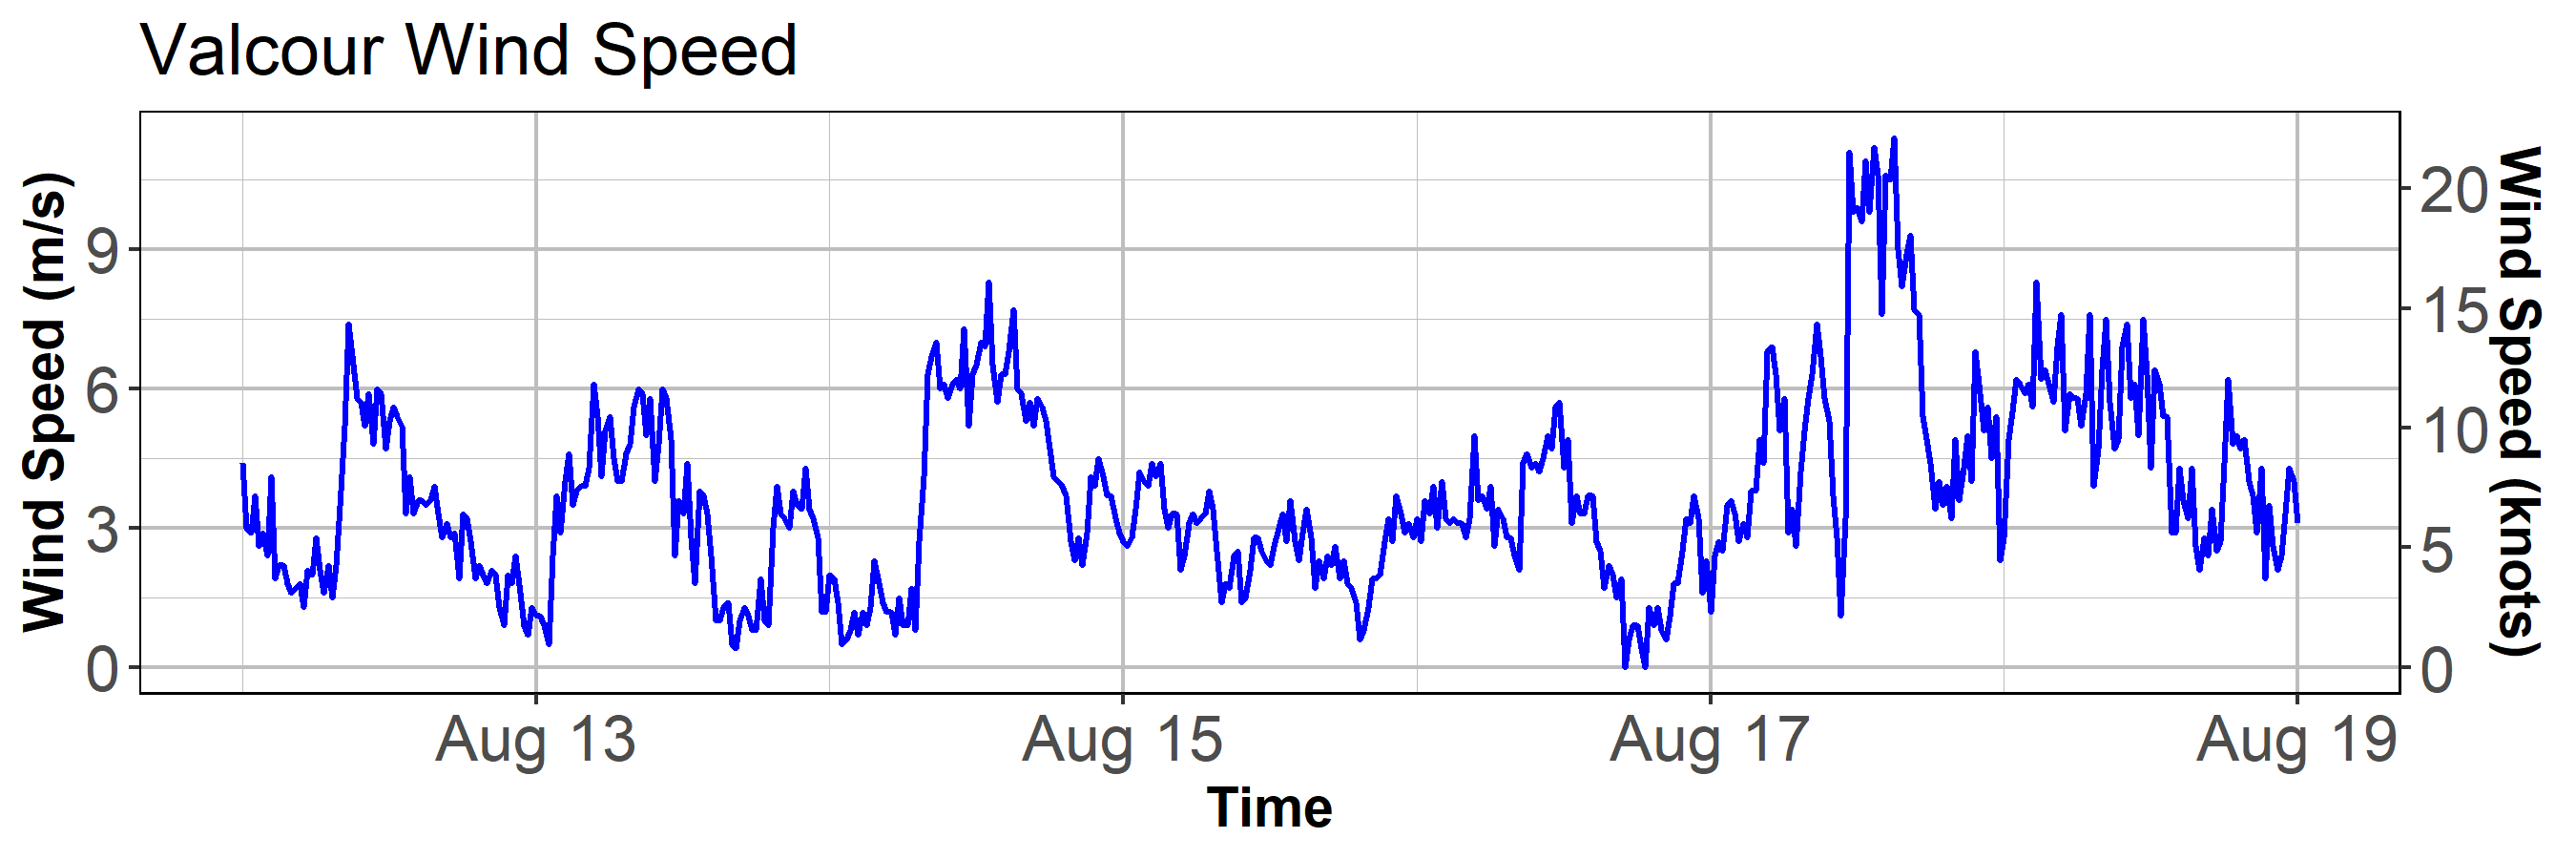 Valcour Wind Speed
Wind Speed (m/s)
9
6
3
0
20
15
10
5
0
Wind Speed (knots)
Aug 13
Aug 15
Aug 17
Aug 19
Time